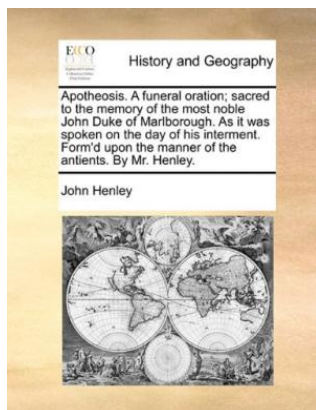 ECCO
History and Geography
Apotheosis. A funeral oration; sacred
to the memory of the most noble
John Duke of Marlborough. As it was
spoken on the day of his interment.
Form'd upon the manner of the
antients. By Mr. Henley.
John Henley